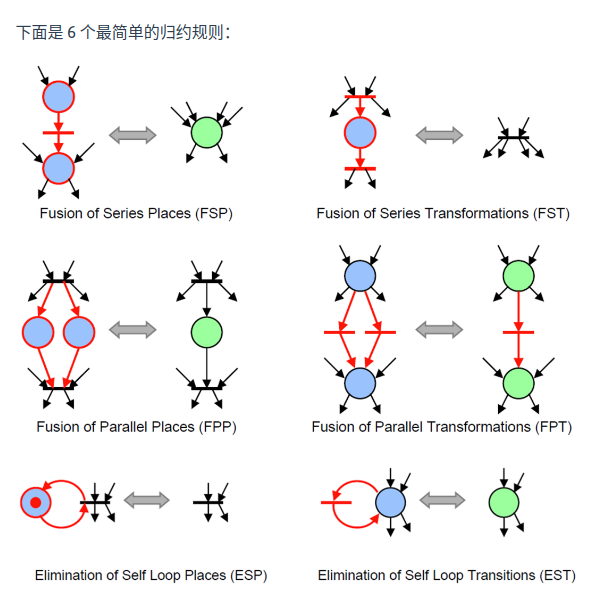 下面是 6 个最简单的归约规则：
Fusion of Series Places (FSP)
Fusion of Series Transformations (FST)
Fusion of Parallel Places (FPP)
Fusion of Parallel Transformations (FPT)
Elimination of Self Loop Places (ESP)
Elimination of Self Loop Transitions (EST)